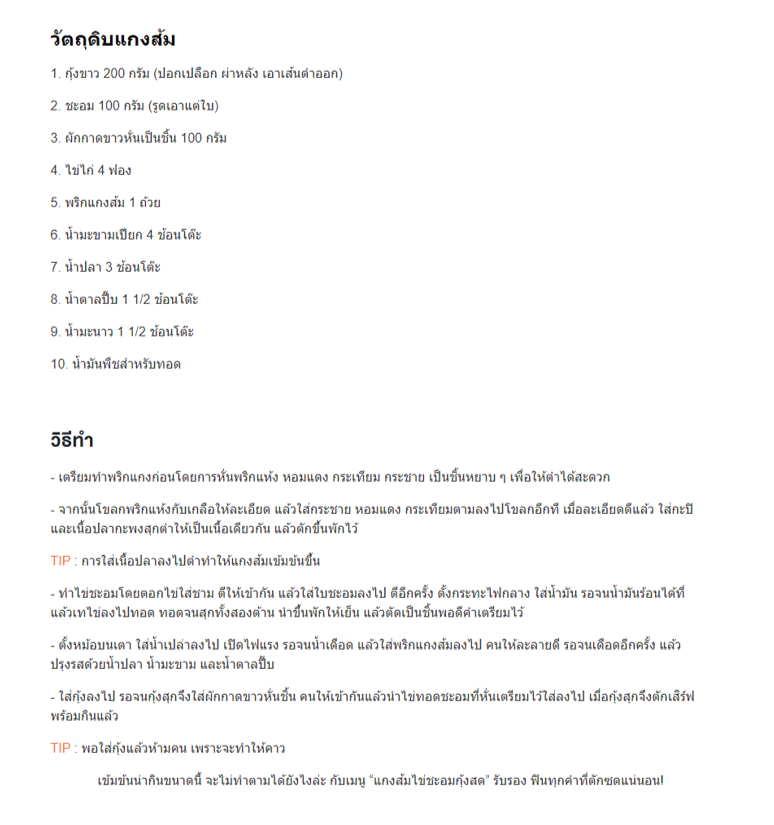 วัตถุดิบแกงส้ม
1. กุ้งขาว 200 กรัม (ปอกเปลือก ผ่าหลัง เอาเส้นดำออก)
2. ชะอม 100 กรัม (รูดเอาแต่ใบ)
3. ผักกาดขาวหั่นเป็นชิ้น 100 กรัม
4. ไข่ไก่ 4 ฟอง
5. พริกแกงส้ม 1 ถ้วย
6. น้ำมะขามเปียก 4 ช้อนโต๊ะ
7. น้ำปลา 3 ช้อนโต๊ะ
8. น้ำตาลปี๊บ 1 1/2 ช้อนโต๊ะ
9. น้ำมะนาว 1 1/2 ช้อนโต๊ะ
10. น้ำมันพืชสำหรับทอด
วิธีทำ
- เตรียมทำพริกแกงก่อนโดยการหั่นพริกแห้ง หอมแดง กระเทียม กระชาย เป็นชิ้นหยาบ ๆ เพื่อให้ตำได้สะดวก
- จากนั้นโขลกพริกแห้งกับเกลือให้ละเอียด แล้วใส่กระชาย หอมแดง กระเทียมตามลงไปโขลกอีกที เมื่อละเอียดดีแล้ว ใส่กะปิ
และเนื้อปลากะพงสุกตำให้เป็นเนื้อเดียวกัน แล้วตักขึ้นพักไว้
TIP : การใส่เนื้อปลาลงไปตำทำให้แกงส้มเข้มข้นขึ้น
- ทำไข่ชะอมโดยตอกไข่ใส่ชาม ตีให้เข้ากัน แล้วใส่ใบชะอมลงไป ตีอีกครั้ง ตั้งกระทะไฟกลาง ใส่น้ำมัน รอจนน้ำมันร้อนได้ที่
แล้วเทไข่ลงไปทอด ทอดจนสุกทั้งสองด้าน นำขึ้นพักให้เย็น แล้วตัดเป็นชิ้นพอดีคำเตรียมไว้
- ตั้งหม้อบนเตา ใส่น้ำเปล่าลงไป เปิดไฟแรง รอจนน้ำเดือด แล้วใส่พริกแกงส้มลงไป คนให้ละลายดี รอจนเดือดอีกครั้ง แล้ว
ปรุงรสด้วยน้ำปลา น้ำมะขาม และน้ำตาลปี๊บ
- ใส่กุ้งลงไป รอจนกุ้งสุกจึงใส่ผักกาดขาวหั่นชิ้น คนให้เข้ากันแล้วนำไข่ทอดชะอมที่หั่นเตรียมไว้ใส่ลงไป เมื่อกุ้งสุกจึงตักเสิร์ฟ
พร้อมกินแล้ว
TIP : พอใส่กุ้งแล้วห้ามคน เพราะจะทำให้คาว
เข้มข้นน่ากินขนาดนี้ จะไม่ทำตามได้ยังไงล่ะ กับเมนู “แกงส้มไข่ชะอมกุ้งสด” รับรอง ฟินทุกคำที่ตักซดแน่นอน!